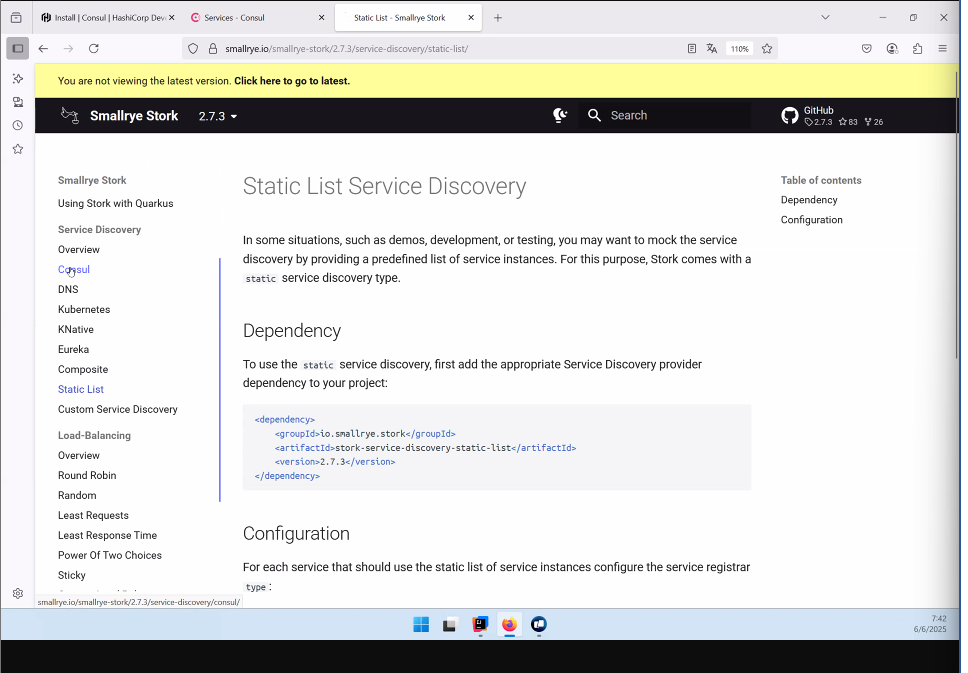 Install | Consul | HashiCorp Dev
Services - Consul
Static List - Smallrye Stork
smallrye.io/smallrye-stork/2.7.3/service-discovery/static-list/
110%
You are not viewing the latest version. Click here to go to latest.
Smallrye Stork
2.7.3
Search
GitHub
2.7.3 83 26
Smallrye Stork
Using Stork with Quarkus
Service Discovery
Overview
Consul
DNS
Kubernetes
KNative
Eureka
Composite
Static List
Custom Service Discovery
Load-Balancing
Overview
Round Robin
Random
Least Requests
Least Response Time
Power Of Two Choices
Sticky
smallrye.io/smallrye-stork/2.7.3/service-discovery/consul/
Static List Service Discovery
In some situations, such as demos, development, or testing, you may want to mock the service
discovery by providing a predefined list of service instances. For this purpose, Stork comes with a
static service discovery type.
Dependency
To use the static service discovery, first add the appropriate Service Discovery provider
dependency to your project:
<dependency>
<groupId>io.smallrye.stork</groupId>
<artifactId>stork-service-discovery-static-list</artifactId>
<version>2.7.3</version>
</dependency>
Configuration
For each service that should use the static list of service instances configure the service registrar
type :
Table of contents
Dependency
Configuration
7:42
6/6/2025